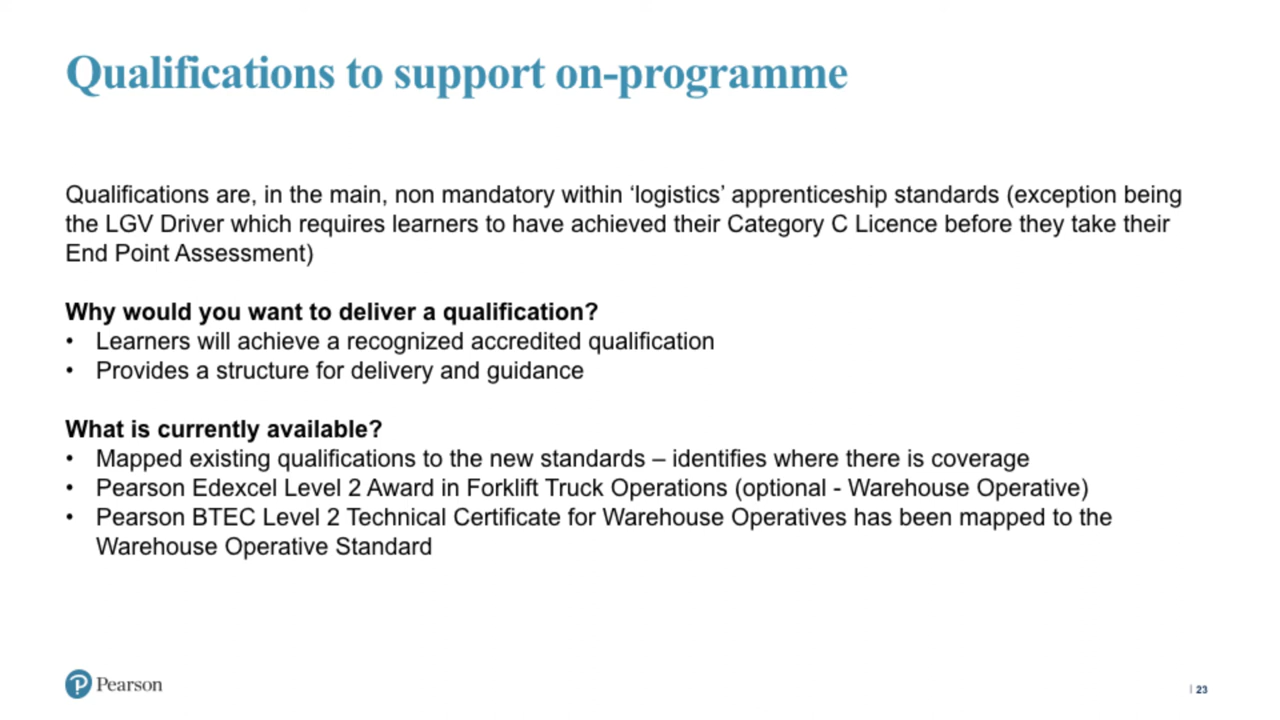 Qualifications to support on-programme
Qualifications are, in the main, non mandatory within ‘logistics’ apprenticeship standards (exception being
the LGV Driver which requires learners to have achieved their Category C Licence before they take their
End Point Assessment)
Why would you want to deliver a qualification?
• Learners will achieve a recognized accredited qualification
• Provides a structure for delivery and guidance
What is currently available?
• Mapped existing qualifications to the new standards – identifies where there is coverage
• Pearson Edexcel Level 2 Award in Forklift Truck Operations (optional - Warehouse Operative)
• Pearson BTEC Level 2 Technical Certificate for Warehouse Operatives has been mapped to the
Warehouse Operative Standard
Pearson
| 23